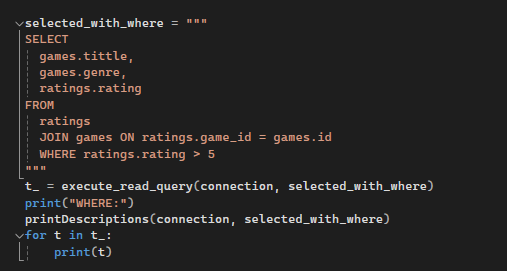 selected_with_where = """
SELECT
games.tittle,
games.genre,
ratings.rating
FROM
ratings
JOIN games ON ratings.game_id = games.id
WHERE ratings.rating > 5
"""
t_ = execute_read_query(connection, selected_with_where)
print("WHERE:")
printDescriptions(connection, selected_with_where)
for t in t_:
print(t)